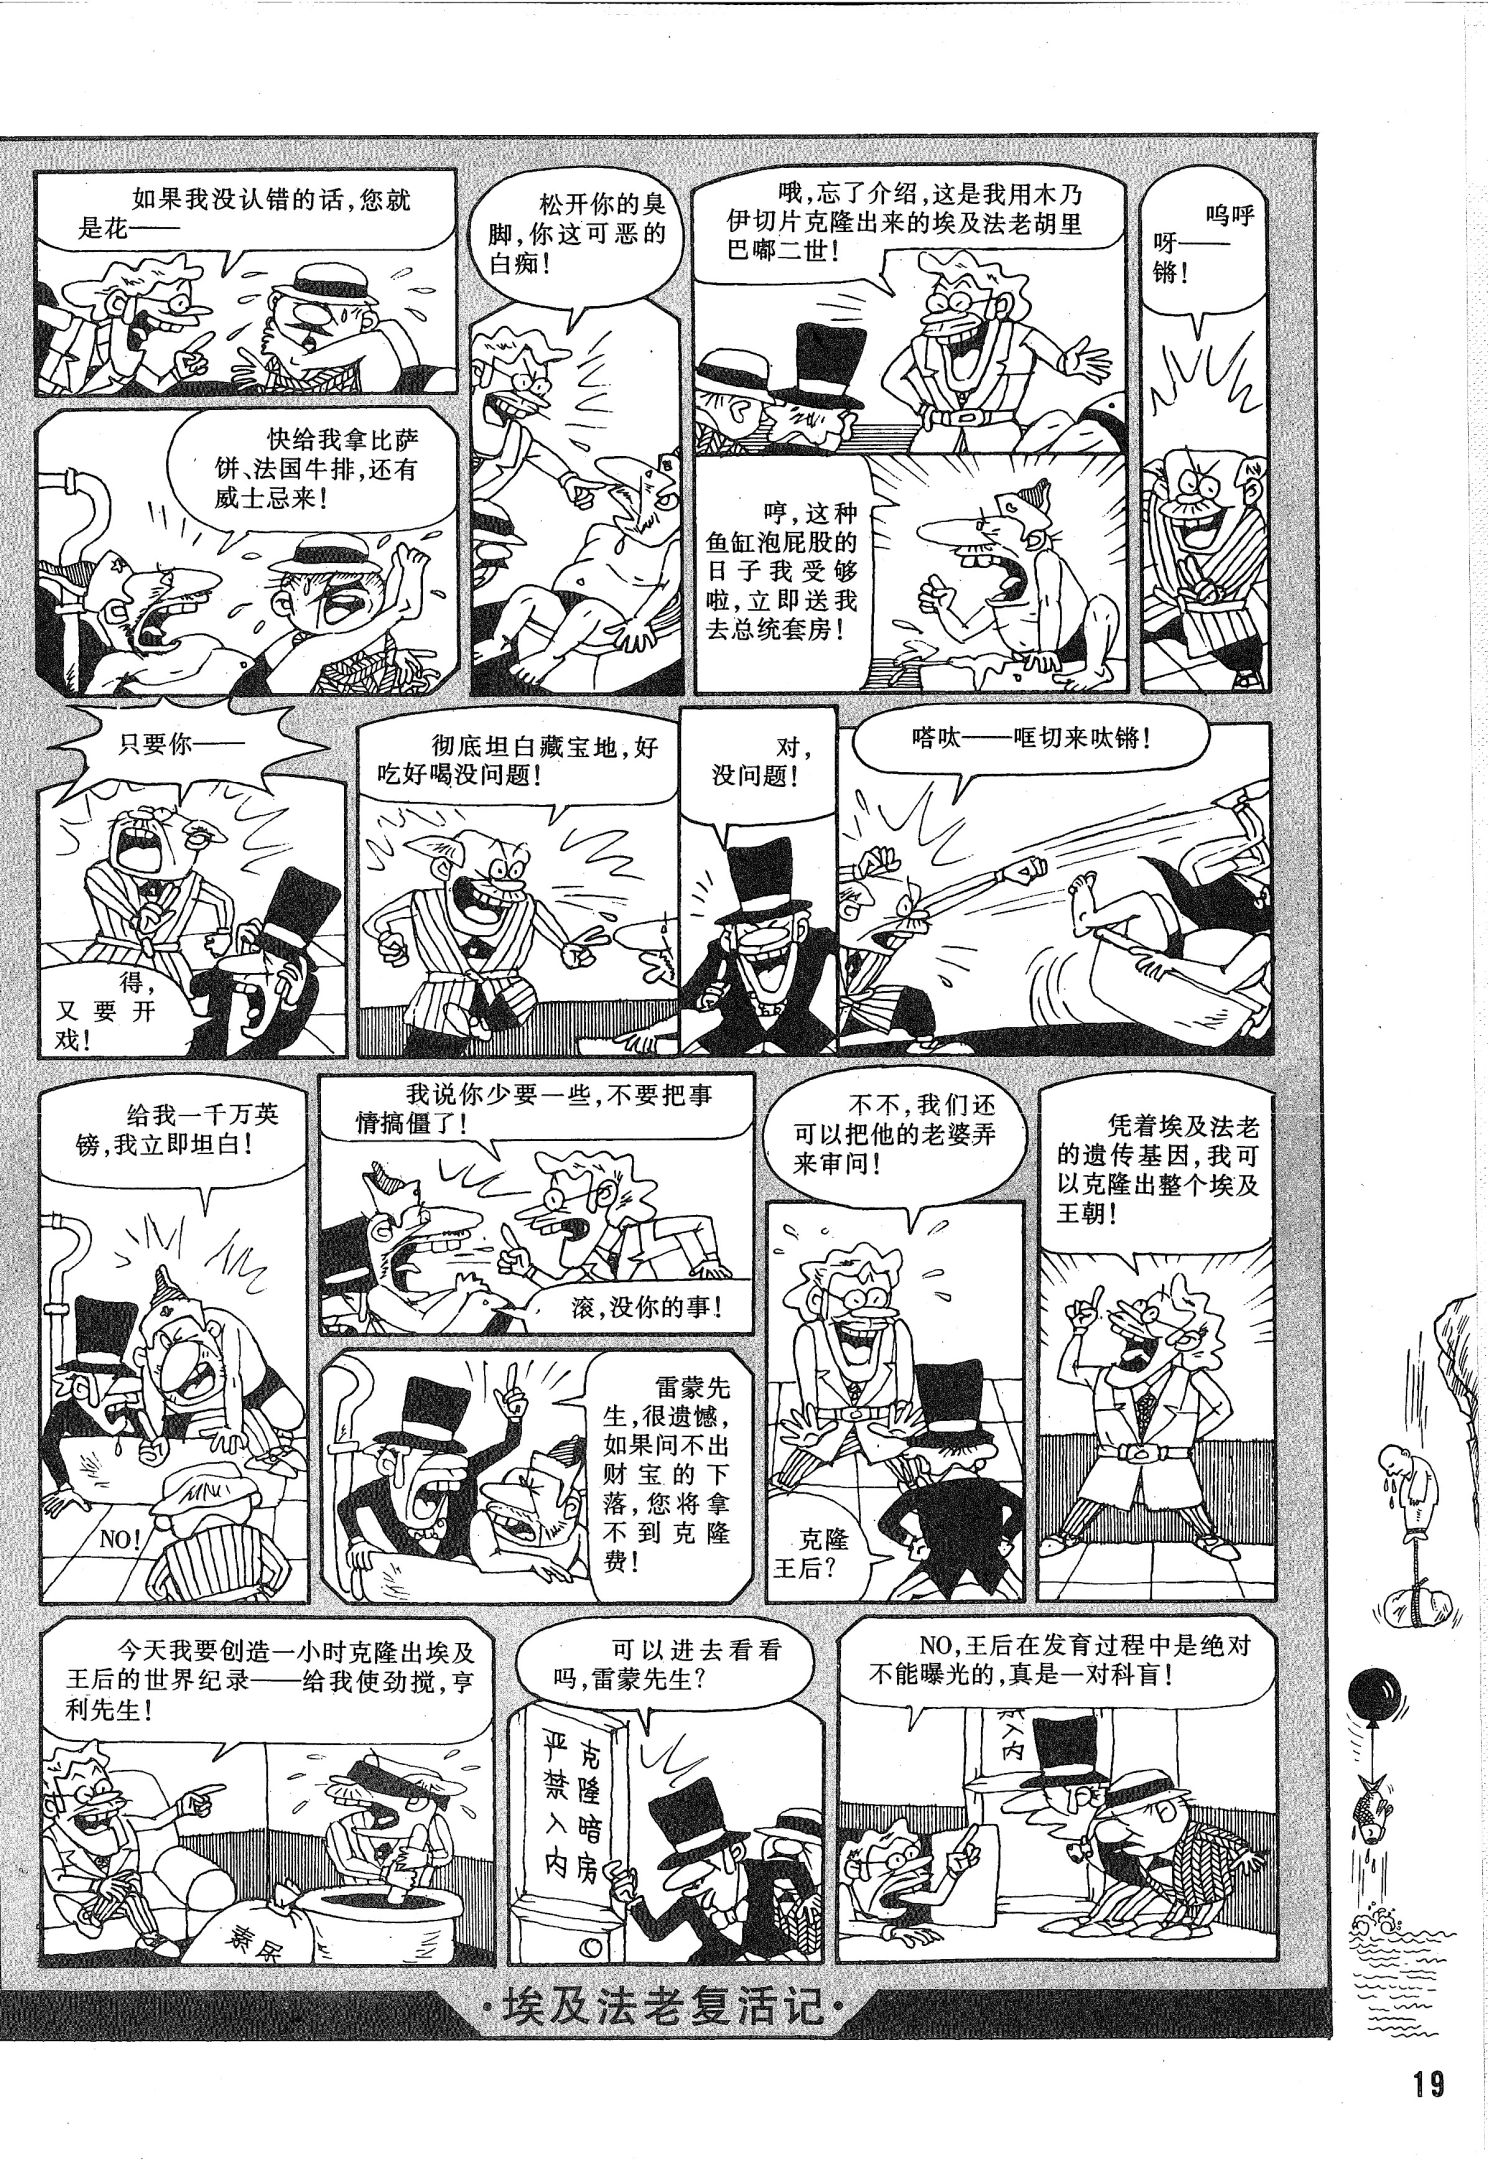 如果我没认错的话,您就
是花——
快给我拿比萨
饼、法国牛排,还有
威士忌来!
松开你的臭
脚,你这可恶的
白痴!
哦,忘了介绍,这是我用木乃
伊切片克隆出来的埃及法老胡里
巴嘟二世!
哼,这种
鱼缸泡屁股的
日子我受够
啦,立即送我
去总统套房!
呜呼
呀——
锵!
只要你——
得,
又要开
戏!
彻底坦白藏宝地,好
吃好喝没问题!
对,
没问题!
嗒呔——哐切来呔锵!
给我一千万英
镑,我立即坦白!
NO!
我说你少要一些,不要把事
情搞僵了!
滚,没你的事!
雷蒙先
生,很遗憾,
如果问不出
财宝的下
落,您将拿
不到克隆
费!
不不,我们还
可以把他的老婆弄
来审问!
克隆
王后?
凭着埃及法老
的遗传基因,我可
以克隆出整个埃及
王朝!
今天我要创造一小时克隆出埃及
王后的世界纪录——给我使劲搅,亨
利先生!
素尿
可以进去看看
吗,雷蒙先生?
克隆暗房
严禁入内
NO,王后在发育过程中是绝对
不能曝光的,真是一对科盲!
禁入内
·埃及法老复活记·
19